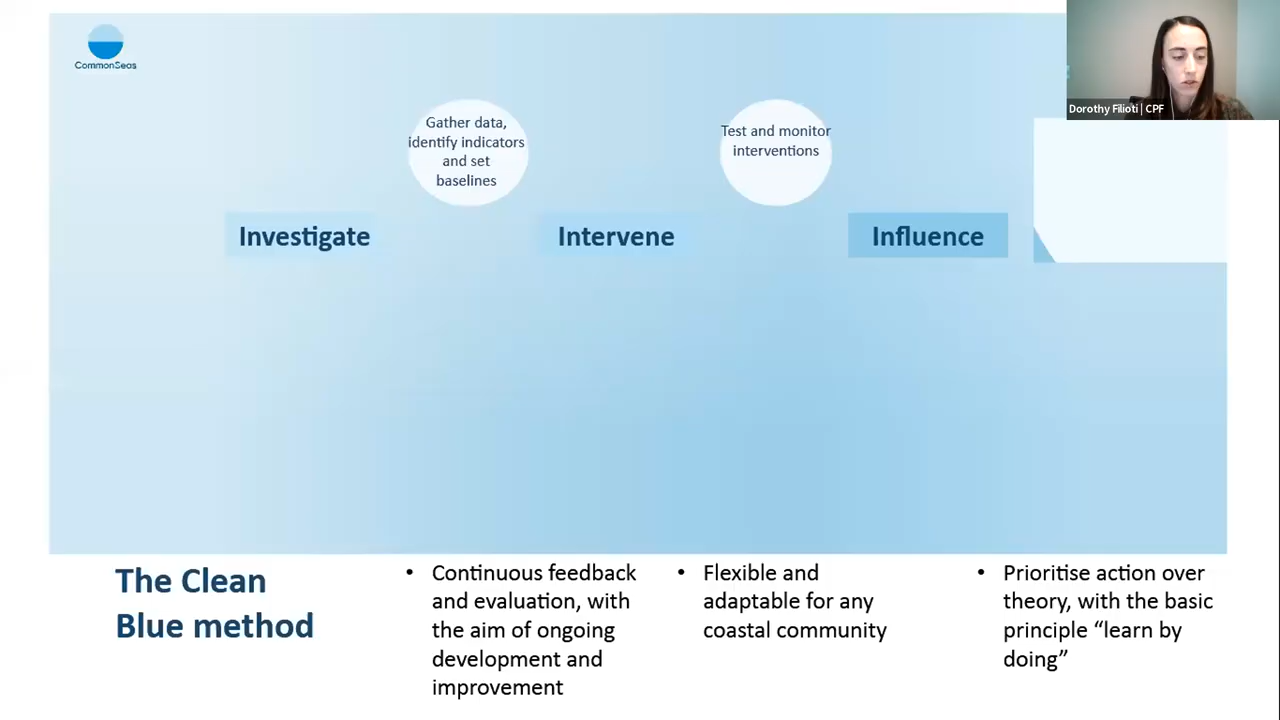 CommonSeas
Dorothy Filioti | CPF
Gather data,
identify indicators
and set
baselines
Test and monitor
interventions
Investigate
Intervene
Influence
The Clean
Blue method
• Continuous feedback
and evaluation, with
the aim of ongoing
development and
improvement
• Flexible and
adaptable for any
coastal community
• Prioritise action over
theory, with the basic
principle “learn by
doing”